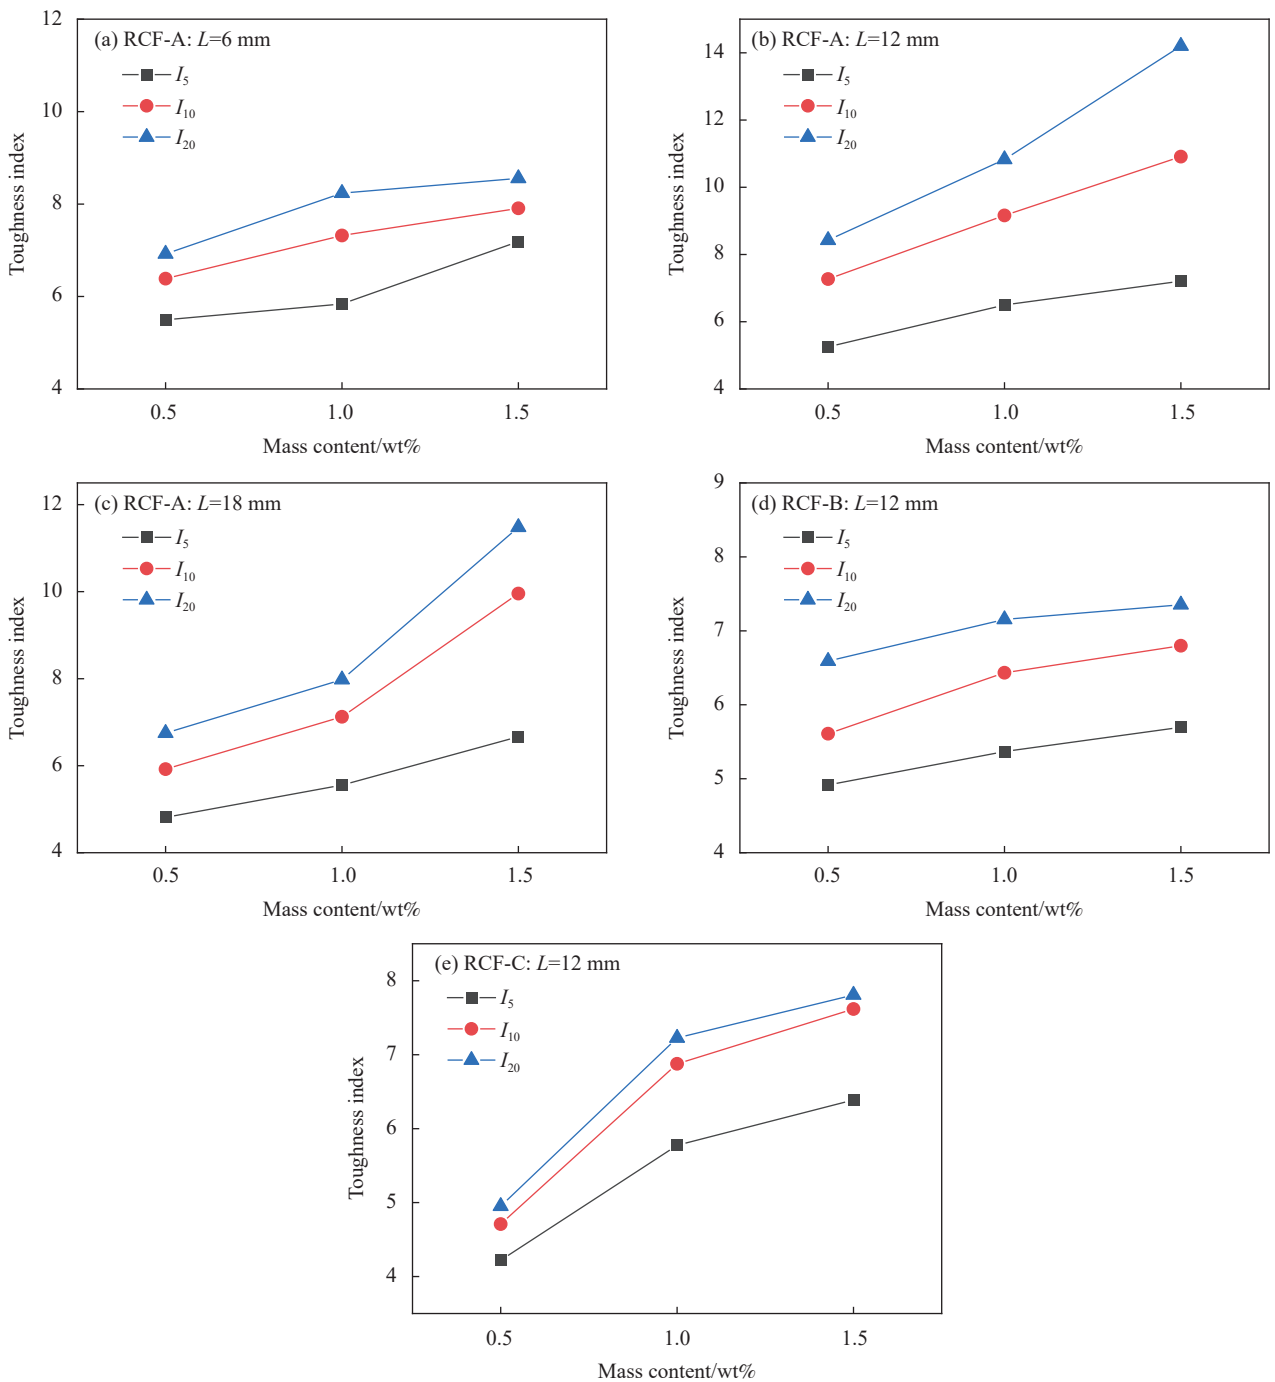 (a) RCF-A: L=6 mm
I5
I10
I20
12
10
8
6
4
0.5 1.0 1.5
Toughness index
Mass content/wt%
(b) RCF-A: L=12 mm
I5
I10
I20
14
12
10
8
6
4
0.5 1.0 1.5
Toughness index
Mass content/wt%
(c) RCF-A: L=18 mm
I5
I10
I20
12
10
8
6
4
0.5 1.0 1.5
Toughness index
Mass content/wt%
(d) RCF-B: L=12 mm
I5
I10
I20
9
8
7
6
5
4
0.5 1.0 1.5
Toughness index
Mass content/wt%
(e) RCF-C: L=12 mm
I5
I10
I20
8
7
6
5
4
0.5 1.0 1.5
Toughness index
Mass content/wt%